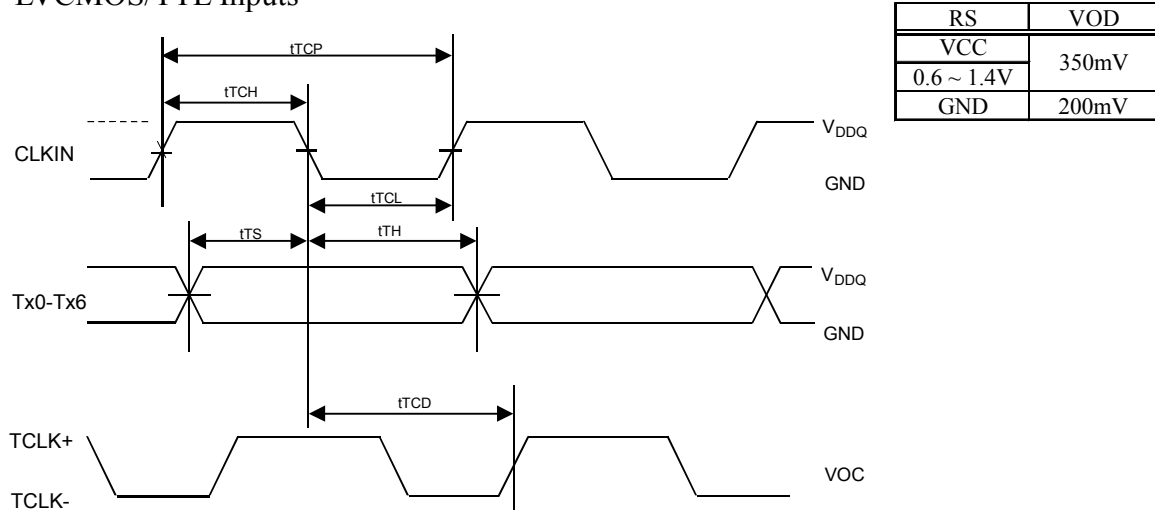 LVCMOS/TTL Inputs
RS VOD
VCC 350mV
0.6 ~ 1.4V
GND 200mV
tTCP
tTCH
CLKIN
VDDQ
GND
tTCL
tTS
tTH
Tx0-Tx6
VDDQ
GND
tTCD
TCLK+
VOC
TCLK-